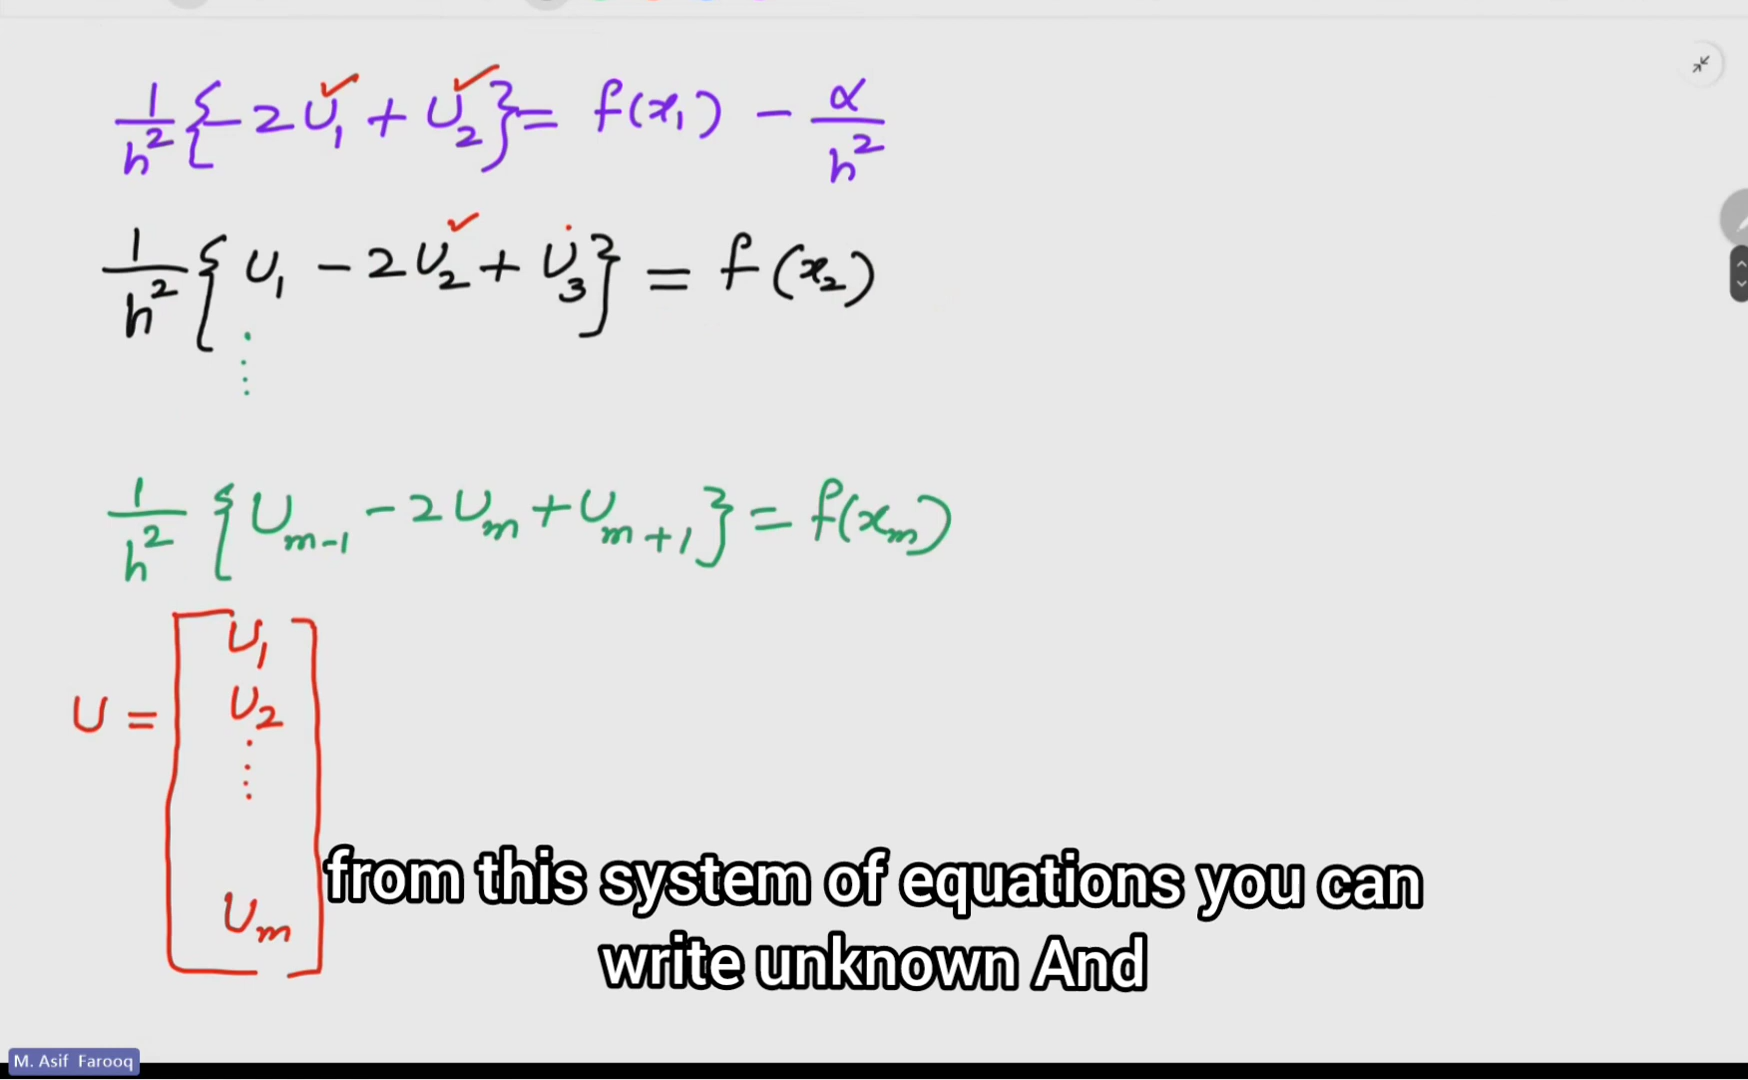 1/h² {-2U₁ + U₂} = f(x₁) - α/h²
1/h² {U₁ - 2U₂ + U₃} = f(x₂)
⋮
1/h² {Uₘ₋₁ - 2Uₘ + Uₘ₊₁} = f(xₘ)
U = [U₁
U₂
⋮
Uₘ]
from this system of equations you can
write unknown And
M. Asif Farooq